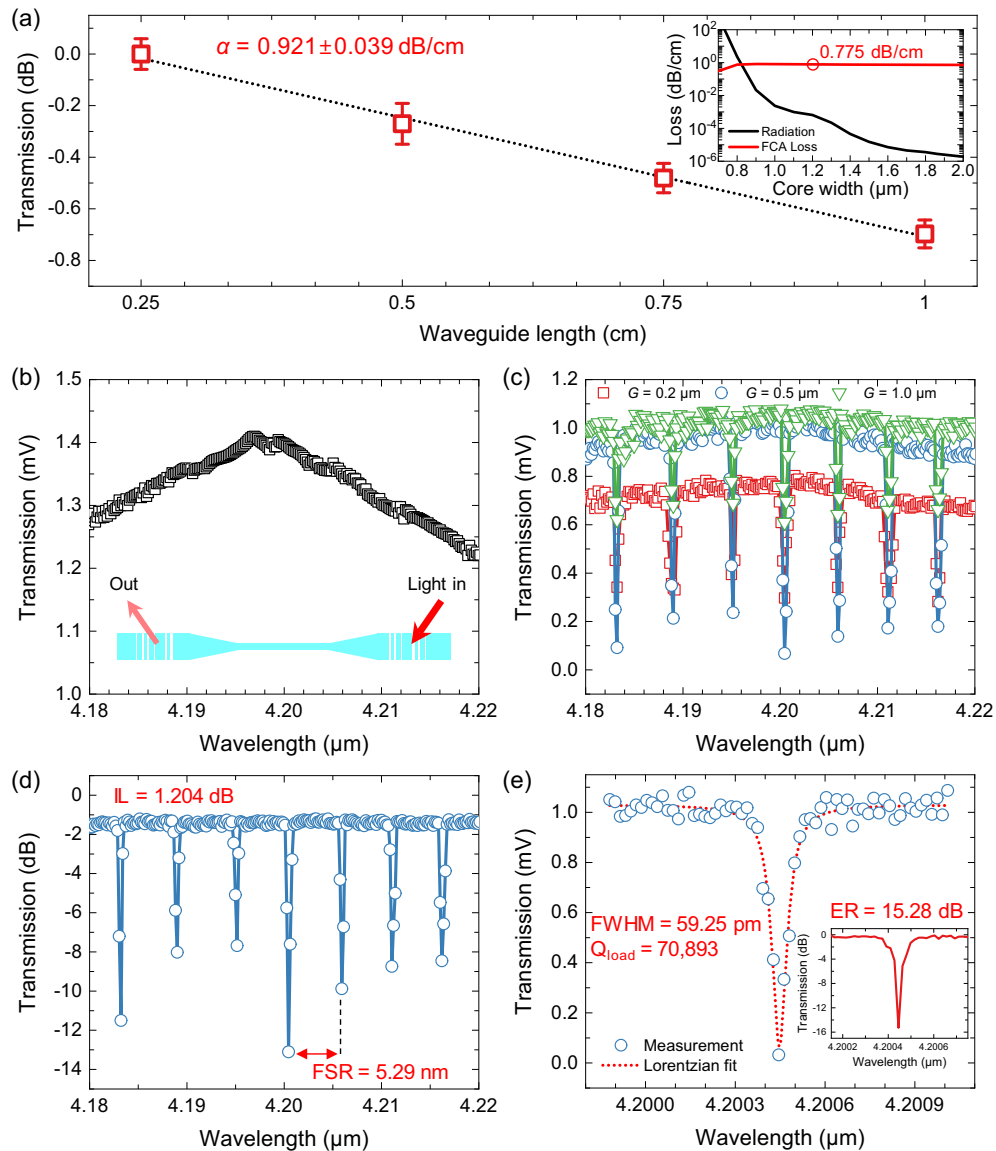 (a)
α = 0.921±0.039 dB/cm
Transmission (dB)
0.0
-0.2
-0.4
-0.6
-0.8
0.25
0.5
0.75
1
Waveguide length (cm)
0.775 dB/cm
Loss (dB/cm)
10²
10⁰
10⁻²
10⁻⁴
10⁻⁶
Radiation
FCA Loss
0.8 1.0 1.2 1.4 1.6 1.8 2.0
Core width (µm)
(b)
Transmission (mV)
1.5
1.4
1.3
1.2
1.1
1.0
Out
Light in
4.18 4.19 4.20 4.21 4.22
Wavelength (µm)
(c)
Transmission (mV)
1.2
1.0
0.8
0.6
0.4
0.2
0.0
G = 0.2 µm G = 0.5 µm G = 1.0 µm
4.18 4.19 4.20 4.21 4.22
Wavelength (µm)
(d)
Transmission (dB)
0
-2
-4
-6
-8
-10
-12
-14
IL = 1.204 dB
FSR = 5.29 nm
4.18 4.19 4.20 4.21 4.22
Wavelength (µm)
(e)
Transmission (mV)
1.0
0.8
0.6
0.4
0.2
0.0
FWHM = 59.25 pm
Qload = 70,893
Measurement
Lorentzian fit
ER = 15.28 dB
Transmission (dB)
0
-4
-8
-12
-16
4.2002 4.2004 4.2006
Wavelength (µm)
4.2000 4.2003 4.2006 4.2009
Wavelength (µm)